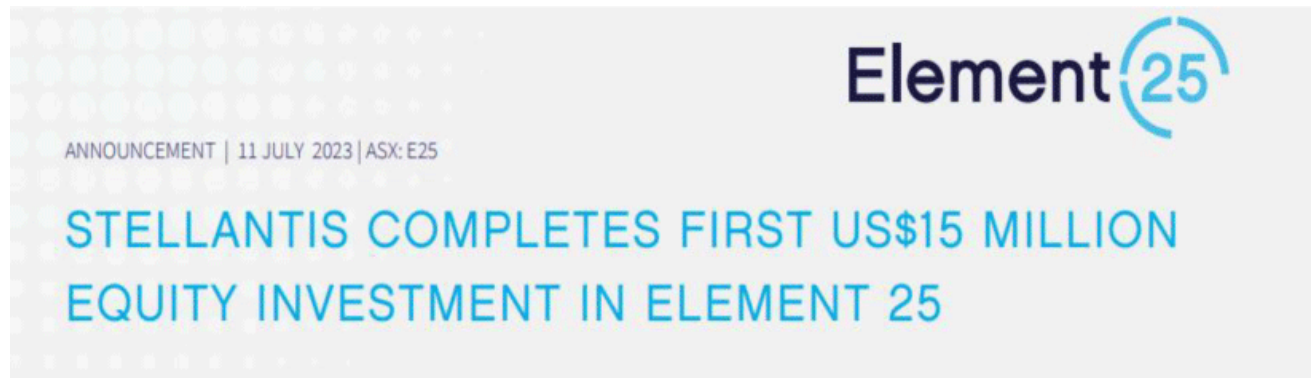 Element 25
ANNOUNCEMENT | 11 JULY 2023 | ASX: E25
STELLANTIS COMPLETES FIRST US$15 MILLION
EQUITY INVESTMENT IN ELEMENT 25